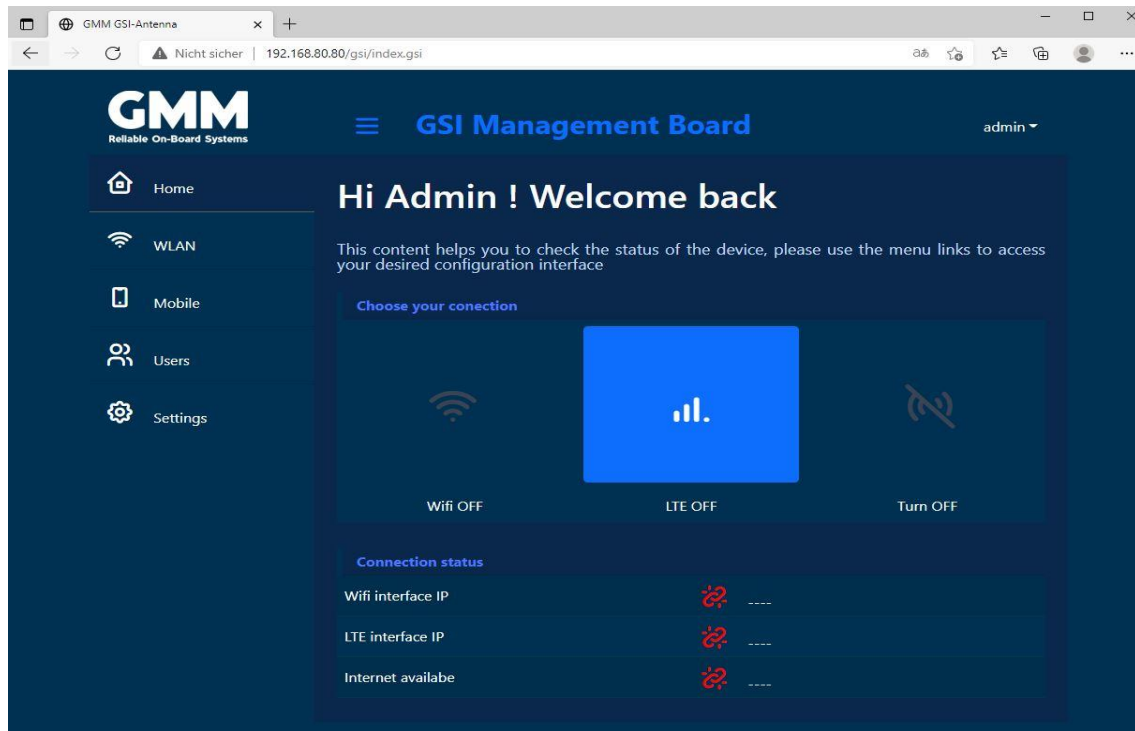 GMM GSI-Antenna
Nicht sicher | 192.168.80.80/gsi/index.gsi
GMM
Reliable On-Board Systems
GSI Management Board
admin
Home
WLAN
Mobile
Users
Settings
Hi Admin ! Welcome back
This content helps you to check the status of the device, please use the menu links to access
your desired configuration interface
Choose your conection
Wifi OFF
LTE OFF
Turn OFF
Connection status
Wifi interface IP ----
LTE interface IP ----
Internet availabe ----